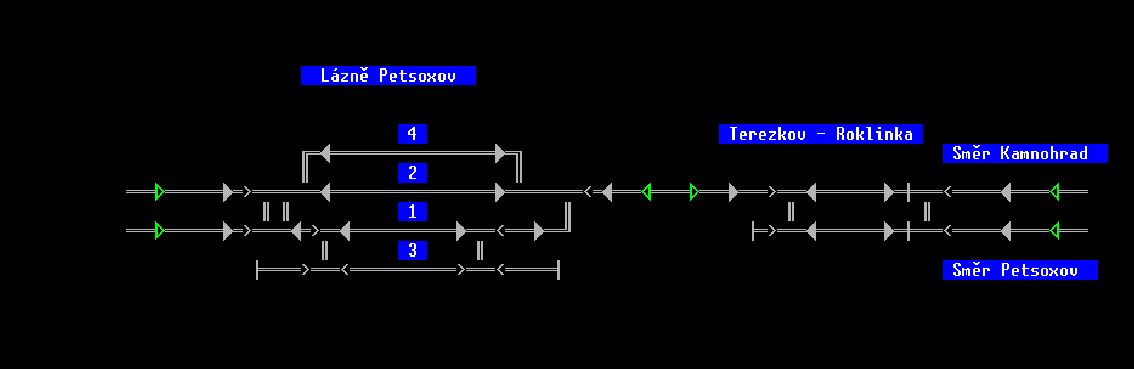 Lázně Petsoxov
4
Terezkov - Roklinka
Směr Kamnohrad
2
1
3
Směr Petsoxov